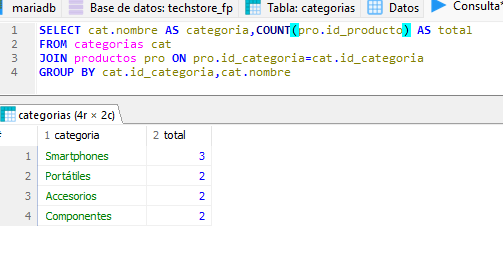 mariadb Base de datos: techstore_fp Tabla: categorias Datos Consulta*
1 SELECT cat.nombre AS categoria,COUNT(pro.id_producto) AS total
2 FROM categorias cat
3 JOIN productos pro ON pro.id_categoria=cat.id_categoria
4 GROUP BY cat.id_categoria,cat.nombre
categorias (4r × 2c)
1 categoria 2 total
1 Smartphones 3
2 Portátiles 2
3 Accesorios 2
4 Componentes 2